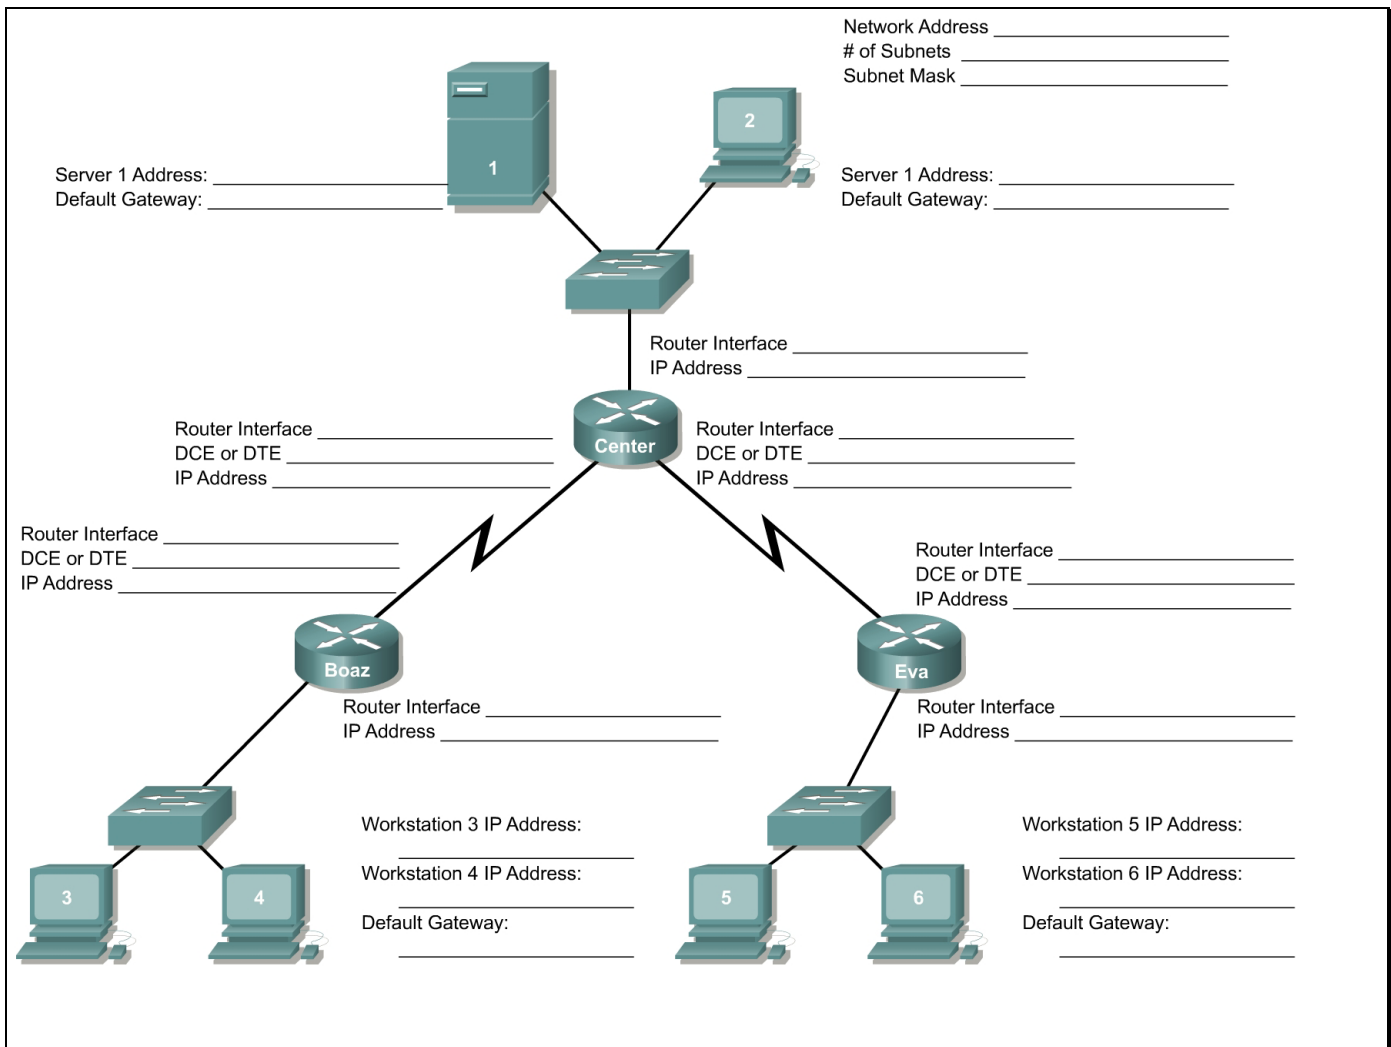 Network Address
# of Subnets
Subnet Mask
1
2
Server 1 Address:
Default Gateway:
Server 1 Address:
Default Gateway:
Router Interface
IP Address
Center
Router Interface
DCE or DTE
IP Address
Router Interface
DCE or DTE
IP Address
Router Interface
DCE or DTE
IP Address
Router Interface
DCE or DTE
IP Address
Boaz
Eva
Router Interface
IP Address
Router Interface
IP Address
Workstation 3 IP Address:
Workstation 4 IP Address:
Default Gateway:
Workstation 5 IP Address:
Workstation 6 IP Address:
Default Gateway:
3
4
5
6